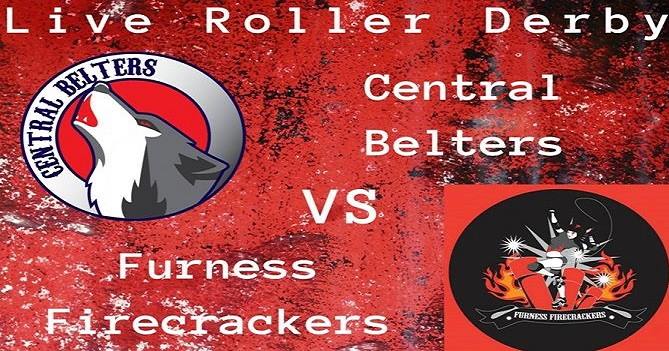 Live Roller Derby
CENTRAL BELTERS
Central
Belters
VS
Furness
Firecrackers
FURNESS FIRECRACKERS